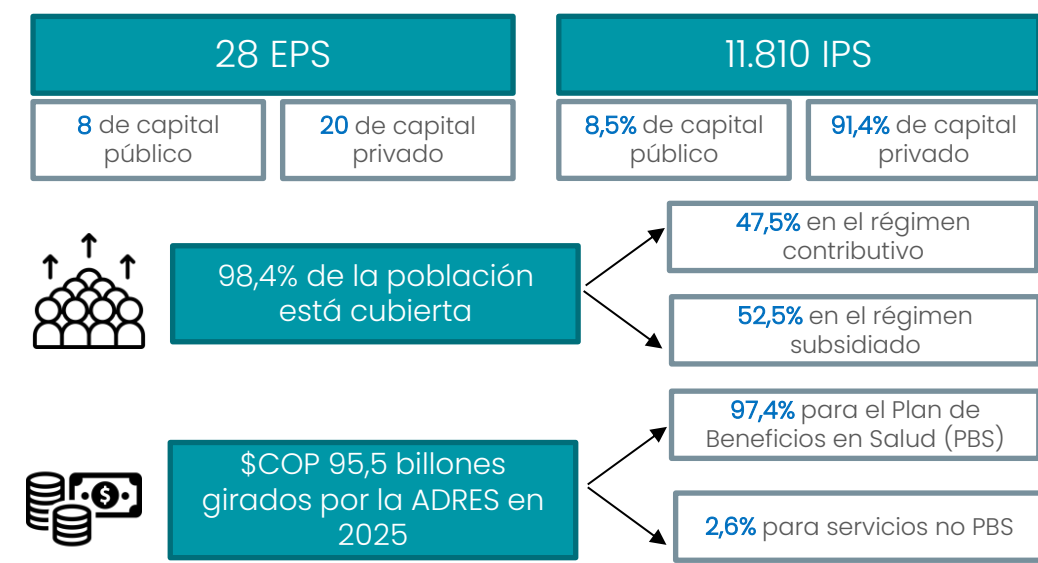 28 EPS
11.810 IPS
8 de capital
público
20 de capital
privado
8,5% de capital
público
91,4% de capital
privado
98,4% de la población
está cubierta
47,5% en el régimen
contributivo
52,5% en el régimen
subsidiado
$COP 95,5 billones
girados por la ADRES en
2025
97,4% para el Plan de
Beneficios en Salud (PBS)
2,6% para servicios no PBS